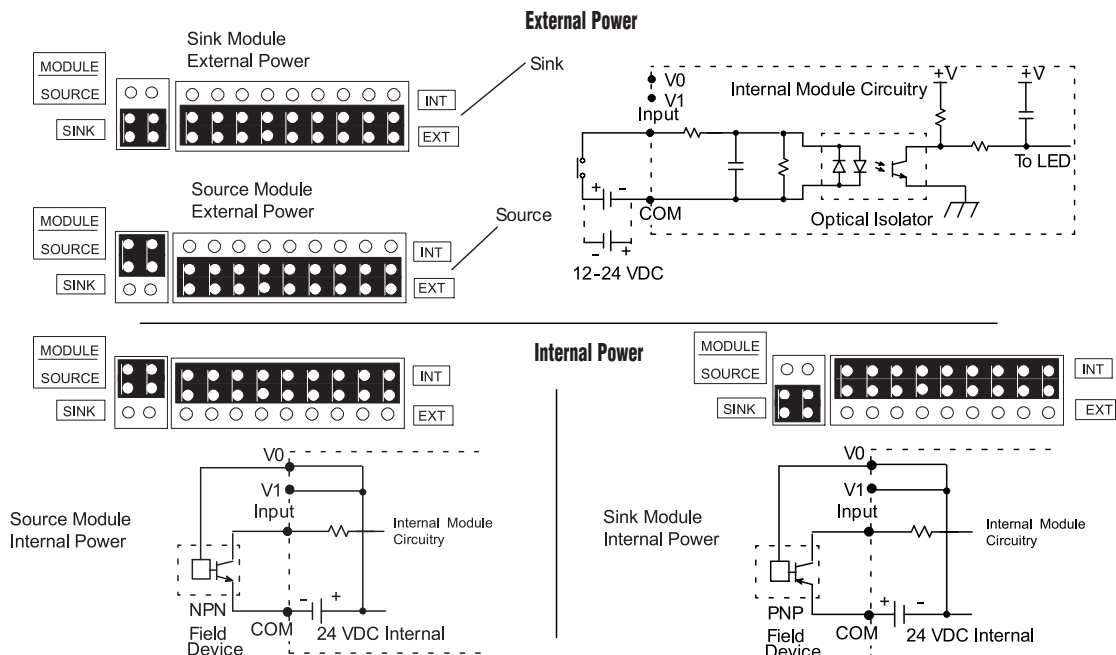 External Power
Sink Module
External Power
MODULE
SOURCE
SINK
INT
EXT
Sink
Source Module
External Power
MODULE
SOURCE
SINK
INT
EXT
Source
V0
V1
Input
Internal Module Circuitry
+V
+V
To LED
+
-
COM
Optical Isolator
-
+
12-24 VDC
Internal Power
MODULE
SOURCE
SINK
INT
EXT
Source Module
Internal Power
V0
V1
Input
Internal Module
Circuitry
NPN
Field
Device
COM
-
+
24 VDC Internal
MODULE
SOURCE
SINK
INT
EXT
Sink Module
Internal Power
V0
V1
Input
Internal Module
Circuitry
PNP
Field
Device
COM
+
-
24 VDC Internal